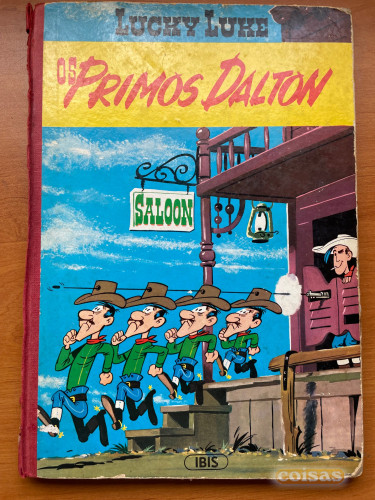 LUCKY LUKE
OS PRIMOS DALTON
SALOON
IBIS
coisas